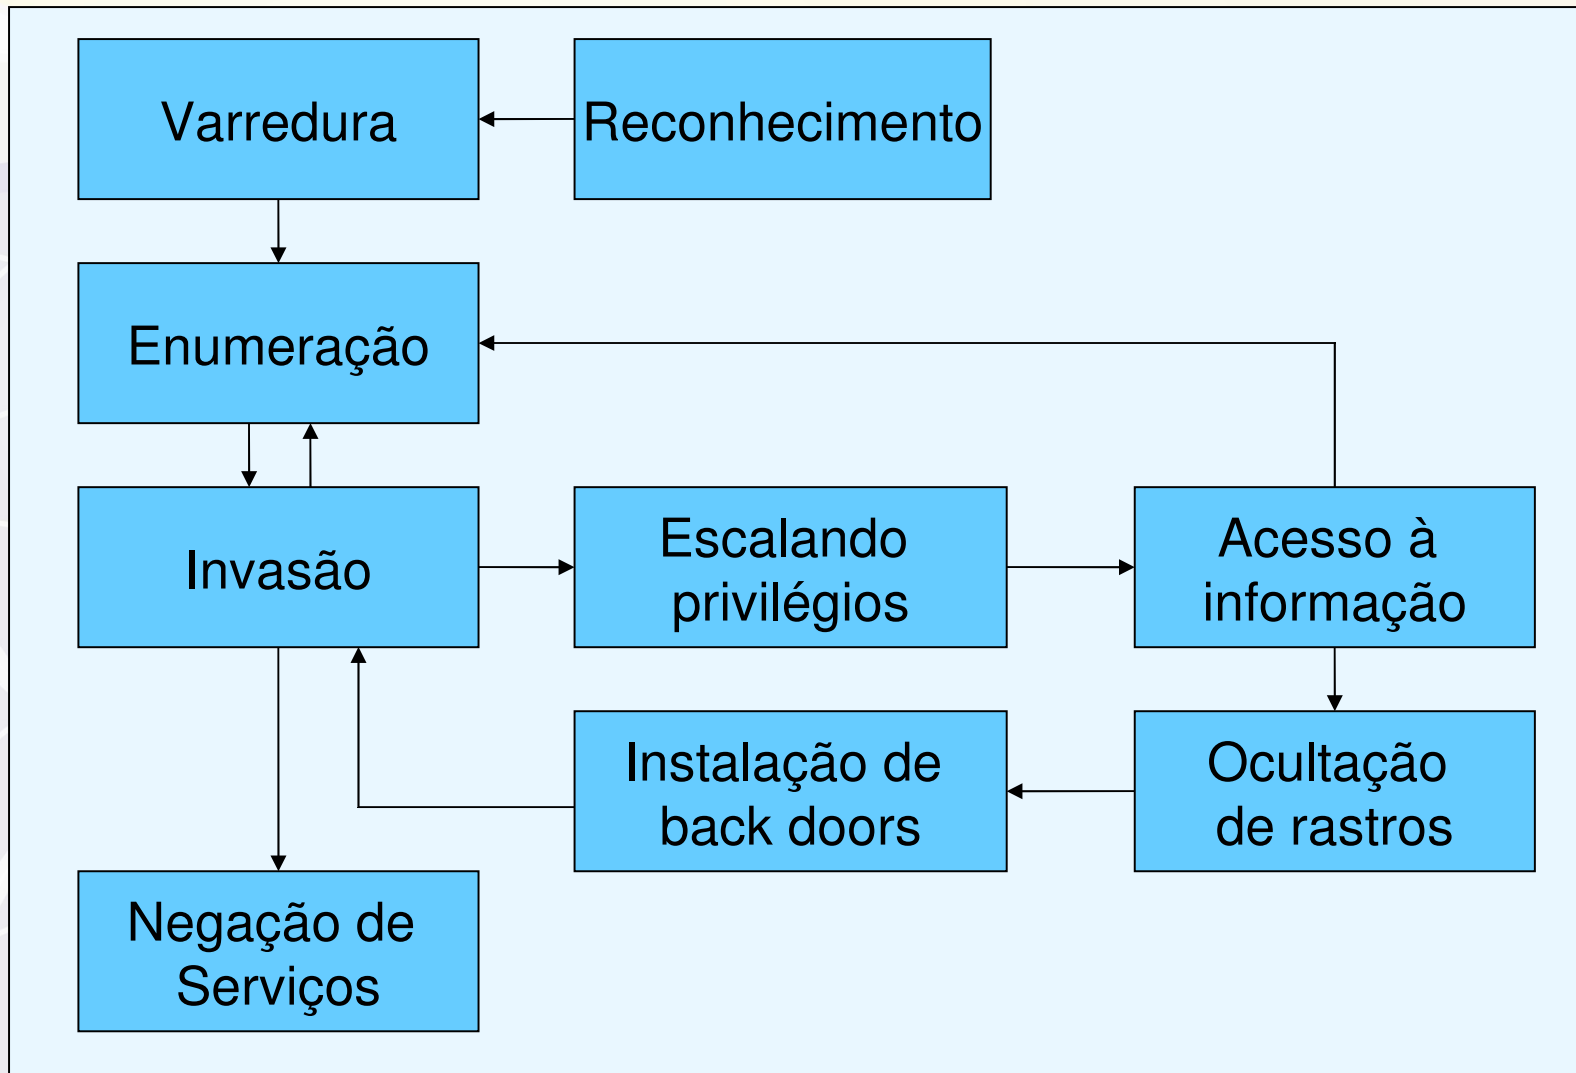 Varredura
Reconhecimento
Enumeração
Invasão
Escalando
privilégios
Acesso à
informação
Instalação de
back doors
Ocultação
de rastros
Negação de
Serviços